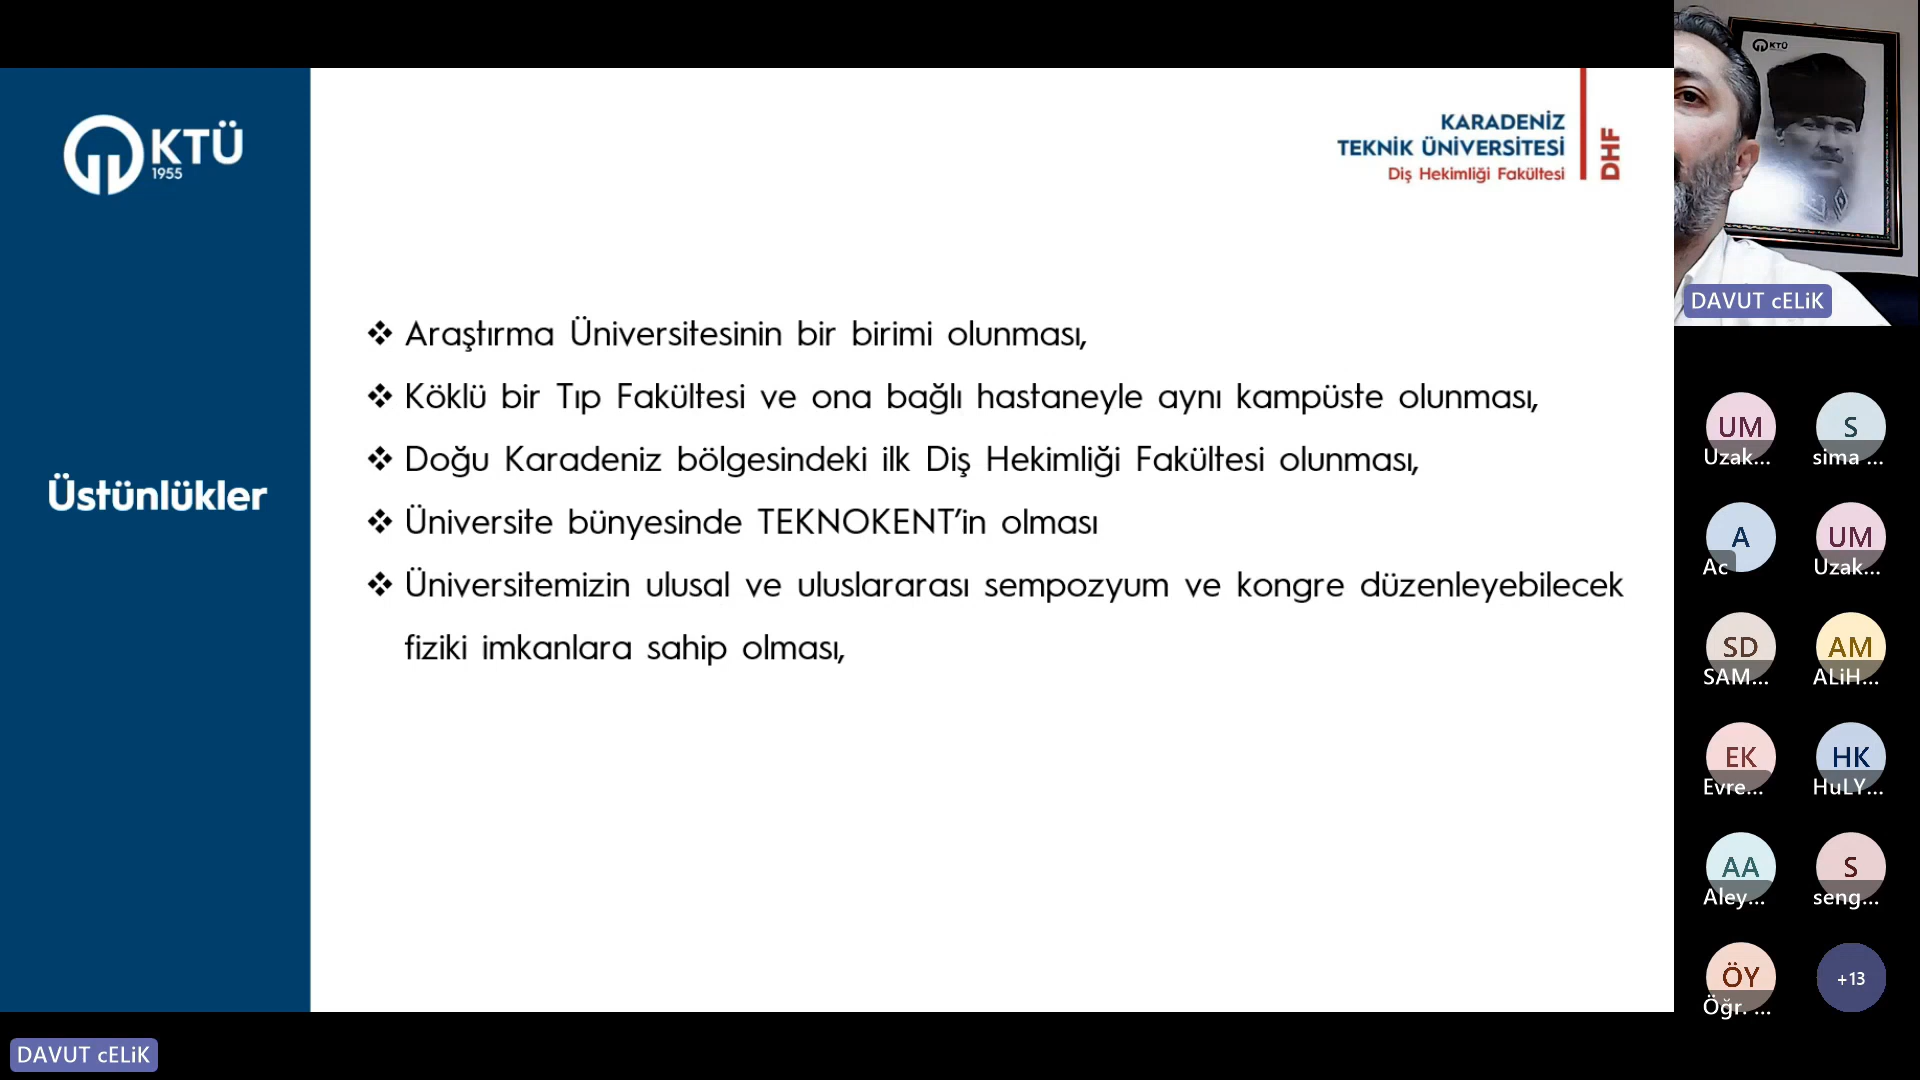 KTÜ
1955
KARADENİZ
TEKNİK ÜNİVERSİTESİ
Diş Hekimliği Fakültesi
DHF
Üstünlükler
❖ Araştırma Üniversitesinin bir birimi olunması,
❖ Köklü bir Tıp Fakültesi ve ona bağlı hastaneyle aynı kampüste olunması,
❖ Doğu Karadeniz bölgesindeki ilk Diş Hekimliği Fakültesi olunması,
❖ Üniversite bünyesinde TEKNOKENT’in olması
❖ Üniversitemizin ulusal ve uluslararası sempozyum ve kongre düzenleyebilecek
fiziki imkanlara sahip olması,
KTÜ
DAVUT cELiK
UM
Uzak...
S
sima ...
A
Ac
UM
Uzak...
SD
SAM...
AM
ALiH...
EK
Evre...
HK
HuLY...
AA
Aley...
S
seng...
ÖY
Öğr. ...
+13
DAVUT cELiK